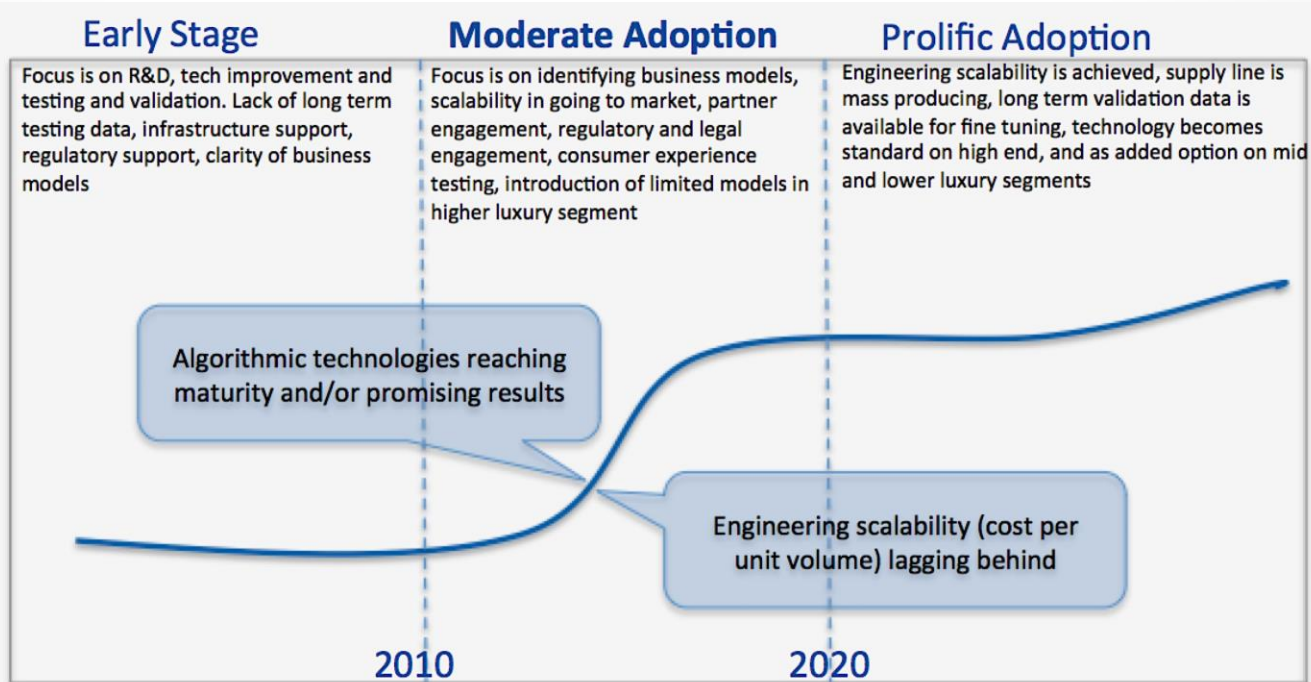 Early Stage
Focus is on R&D, tech improvement and
testing and validation. Lack of long term
testing data, infrastructure support,
regulatory support, clarity of business
models
Moderate Adoption
Focus is on identifying business models,
scalability in going to market, partner
engagement, regulatory and legal
engagement, consumer experience
testing, introduction of limited models in
higher luxury segment
Prolific Adoption
Engineering scalability is achieved, supply line is
mass producing, long term validation data is
available for fine tuning, technology becomes
standard on high end, and as added option on mid
and lower luxury segments
Algorithmic technologies reaching
maturity and/or promising results
Engineering scalability (cost per
unit volume) lagging behind
2010
2020